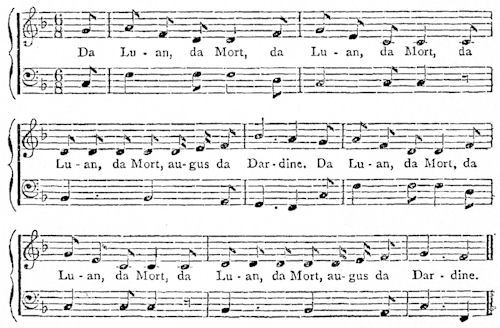 Da Lu - an, da Mort, da Lu - an, da Mort, da
Lu - an, da Mort, au-gus da Dar-dine. Da Lu - an, da Mort, da
Lu - an, da Mort, da Lu - an, da Mort, au-gus da Dar - dine.